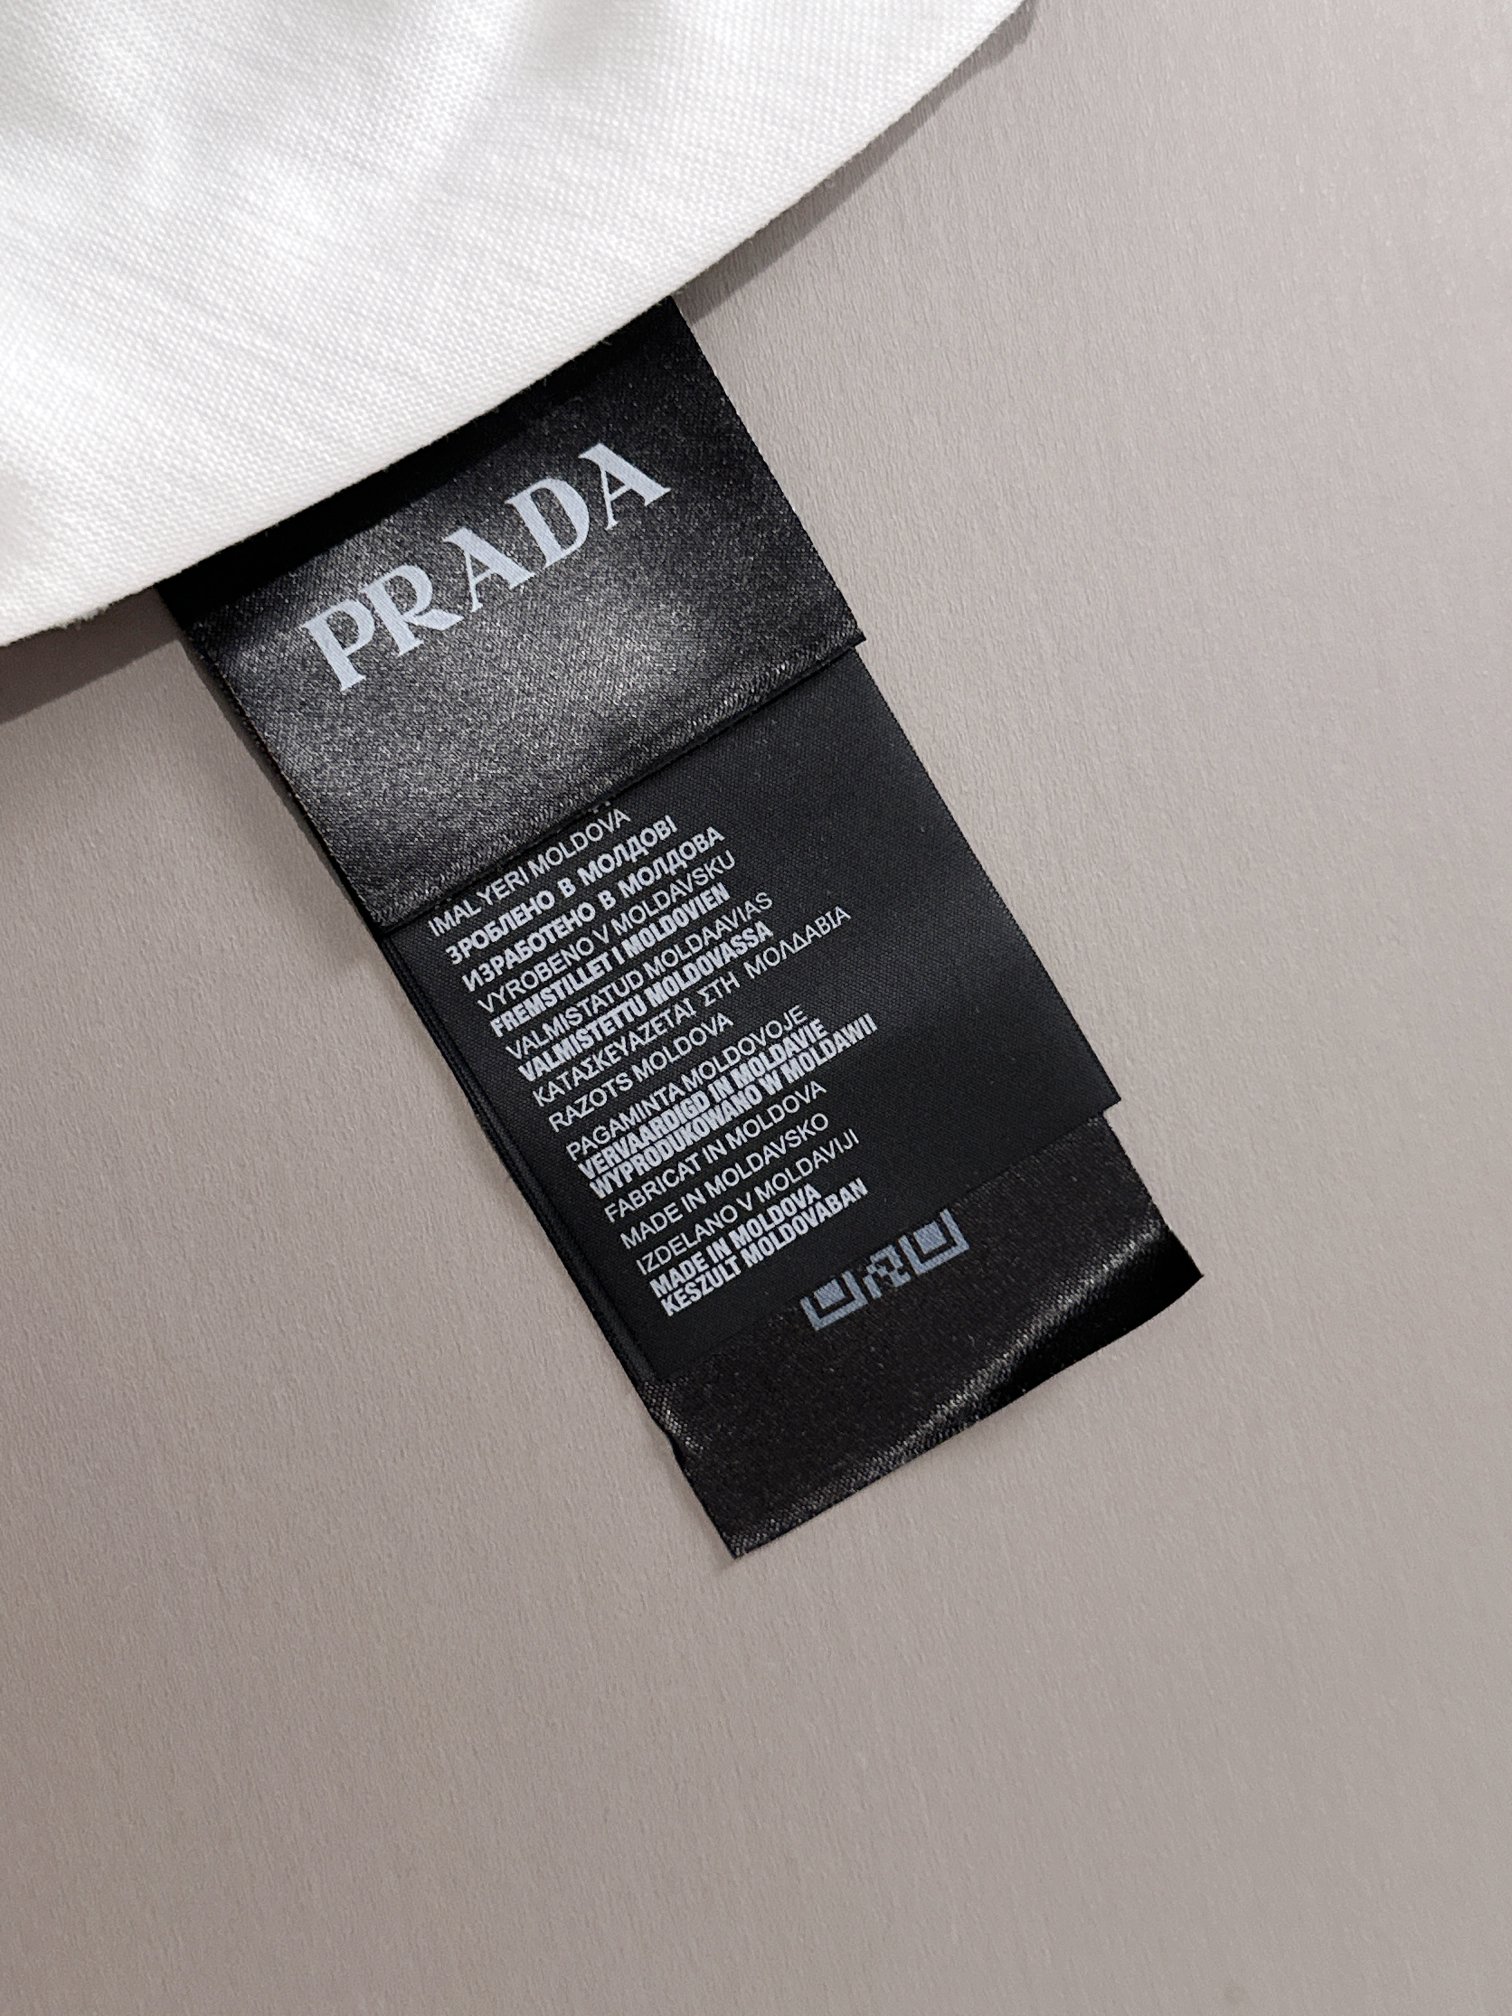 PRADA
IMAL YERI MOLDOVA
ЗРОБЛЕНО В МОЛДОВІ
ИЗРАБОТЕНО В МОЛДОВА
VYROBENO V MOLDAVSKU
FREMSTILLET I MOLDOVIEN
VALMISTATUD MOLDAAVIAS
VALMISTETTU MOLDOVASSA
ΚΑΤΑΣΚΕΥΑΖΕΤΑΙ ΣΤΗ ΜΟΛΔΑΒΙΑ
RAZOTS MOLDOVA
PAGAMINTA MOLDOVOJE
VERVAARDIGD IN MOLDAVIE
WYPRODUKOWANO W MOLDAWII
FABRICAT IN MOLDOVA
MADE IN MOLDAVSKO
IZDELANO V MOLDAVIJI
MADE IN MOLDOVA
KESZULT MOLDOVABAN